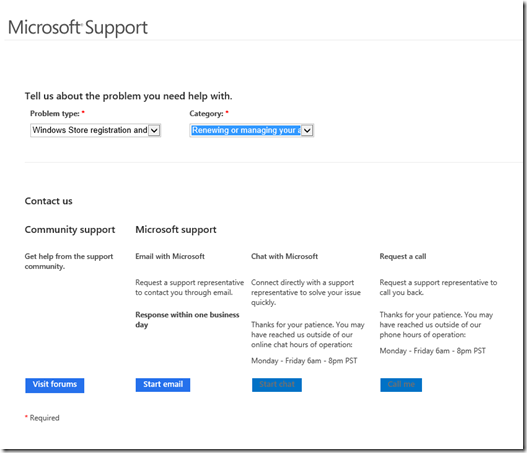 Microsoft Support
Tell us about the problem you need help with.
Problem type: * Category: *
Windows Store registration and Renewing or managing your a
Contact us
Community support
Get help from the support
community.
Visit forums
Microsoft support
Email with Microsoft
Request a support representative
to contact you through email.
Response within one business
day
Start email
Chat with Microsoft
Connect directly with a support
representative to solve your issue
quickly.
Thanks for your patience. You may
have reached us outside of our
online chat hours of operation:
Monday - Friday 6am - 8pm PST
Start chat
Request a call
Request a support representative to
call you back.
Thanks for your patience. You may
have reached us outside of our
phone hours of operation:
Monday - Friday 6am - 8pm PST
Call me
* Required